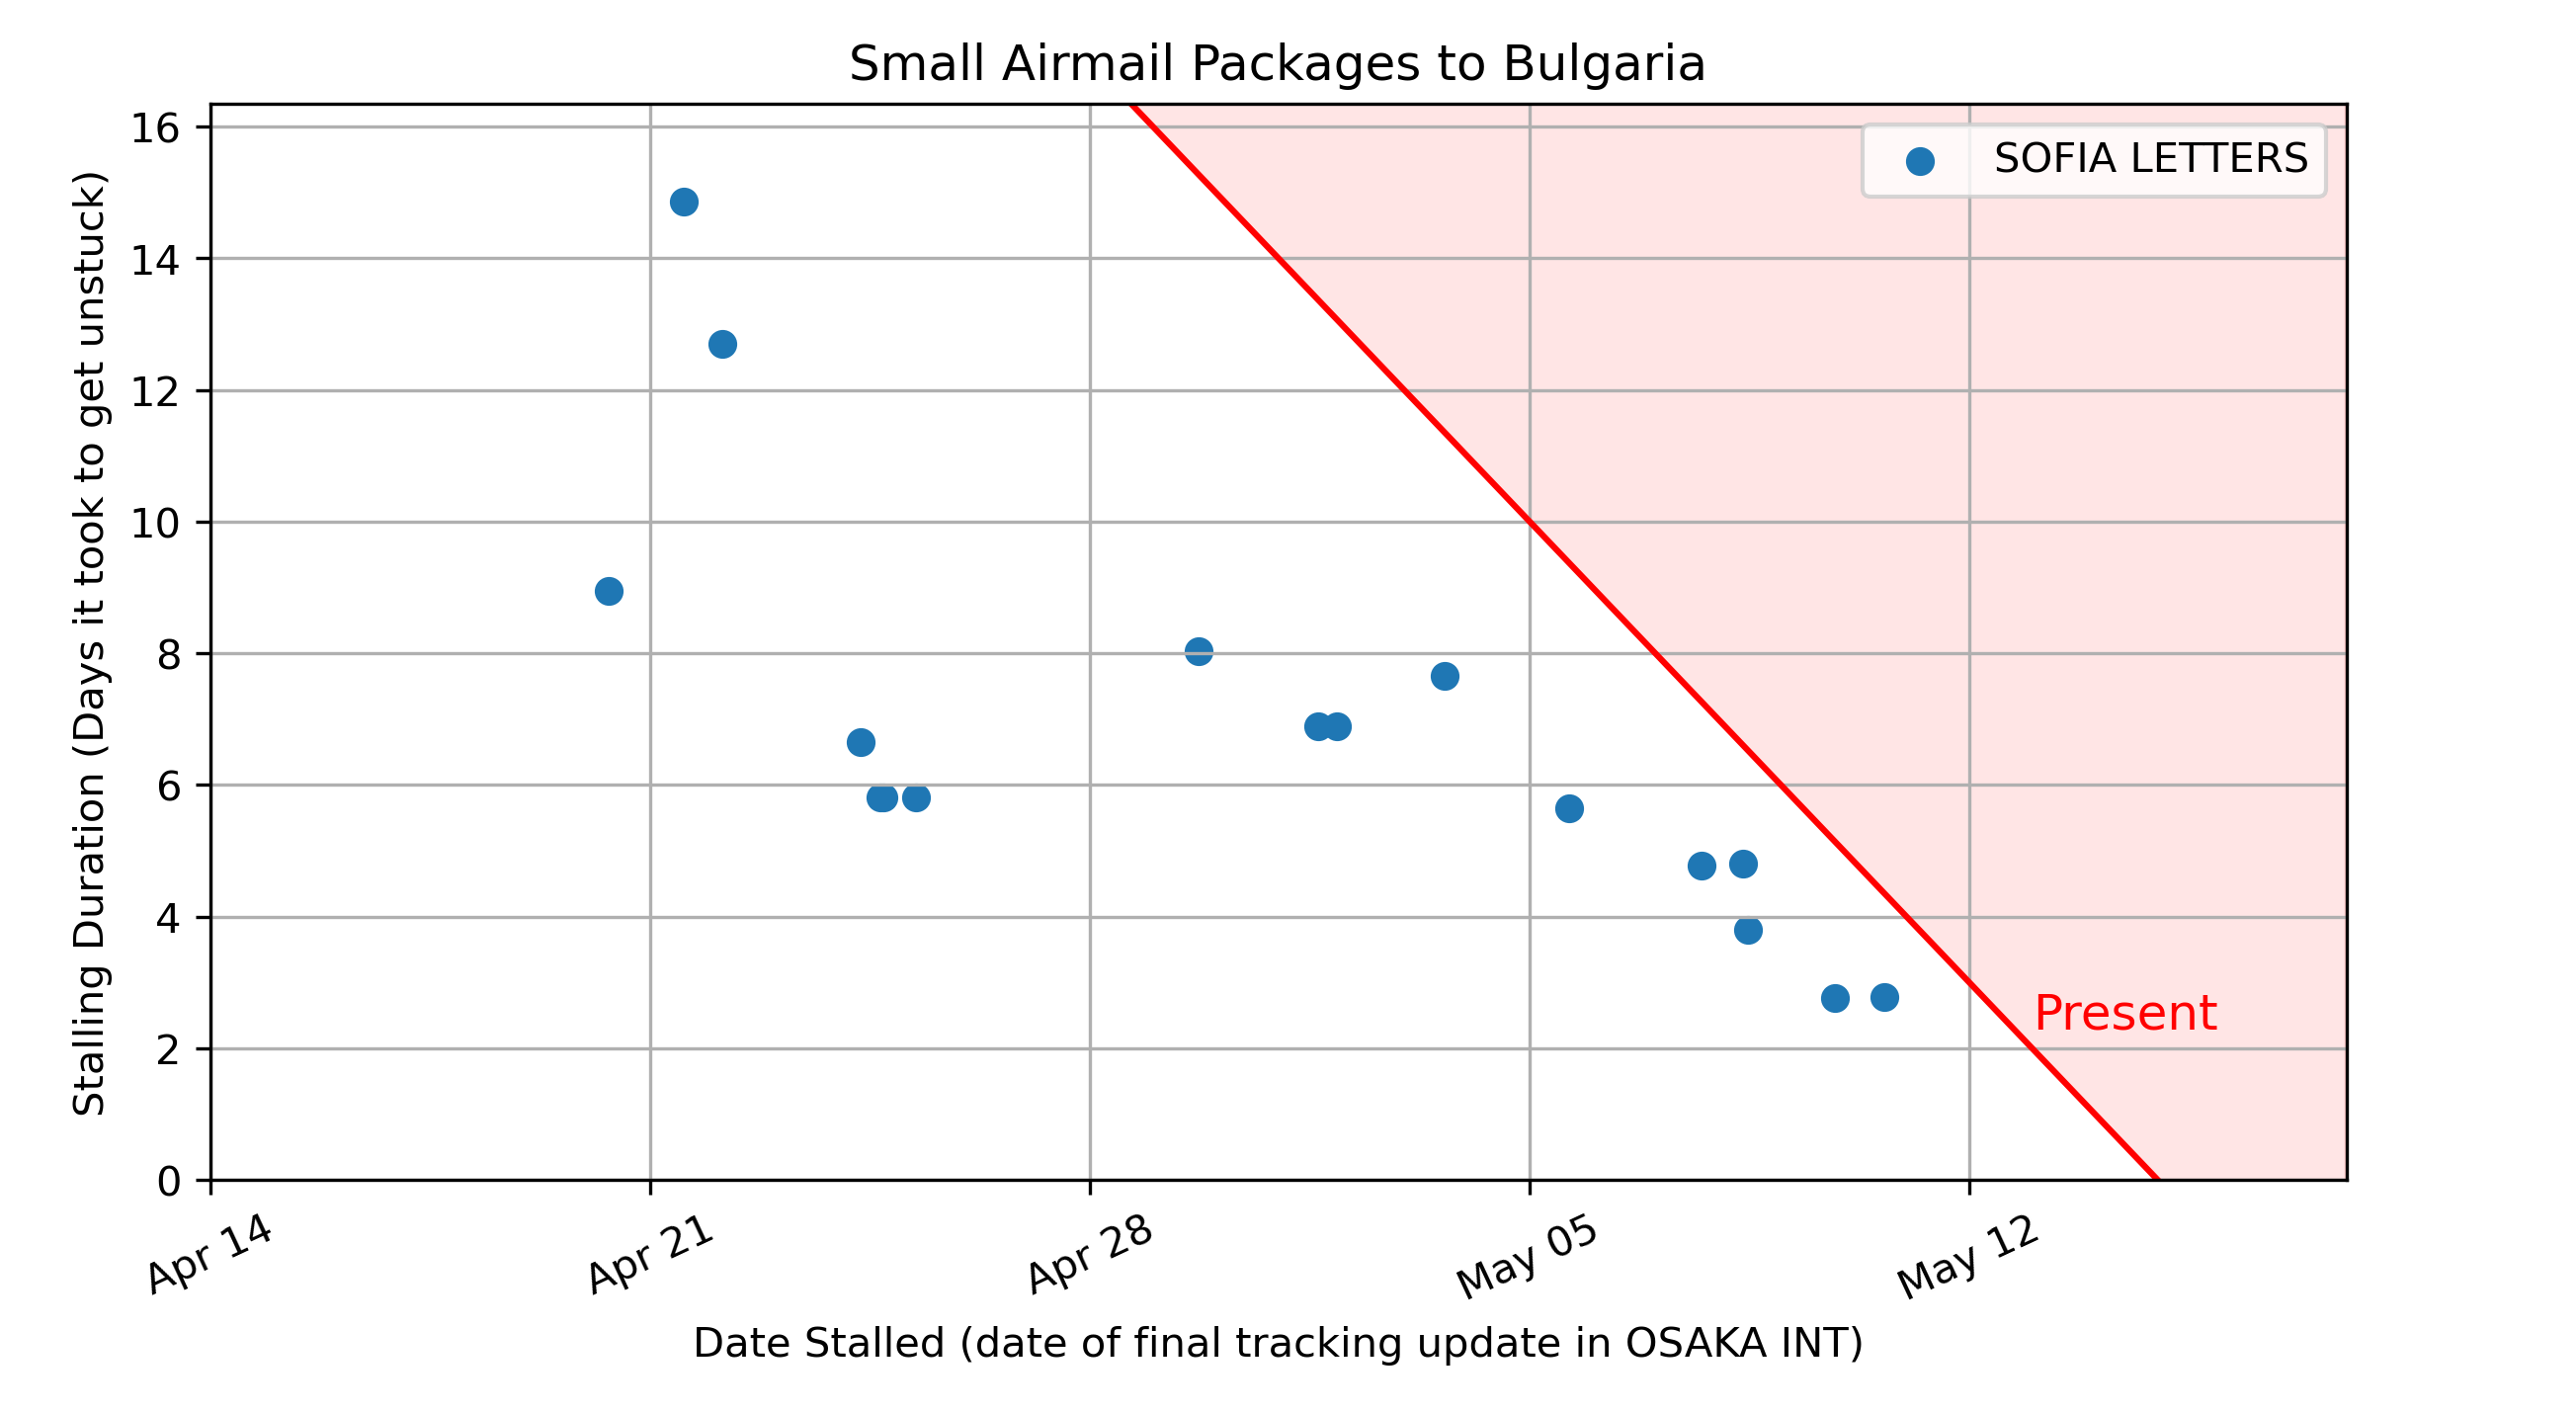 Small Airmail Packages to Bulgaria
SOFIA LETTERS
Stalling Duration (Days it took to get unstuck)
16
14
12
10
8
6
4
2
0
Present
Apr 14
Apr 21
Apr 28
May 05
May 12
Date Stalled (date of final tracking update in OSAKA INT)